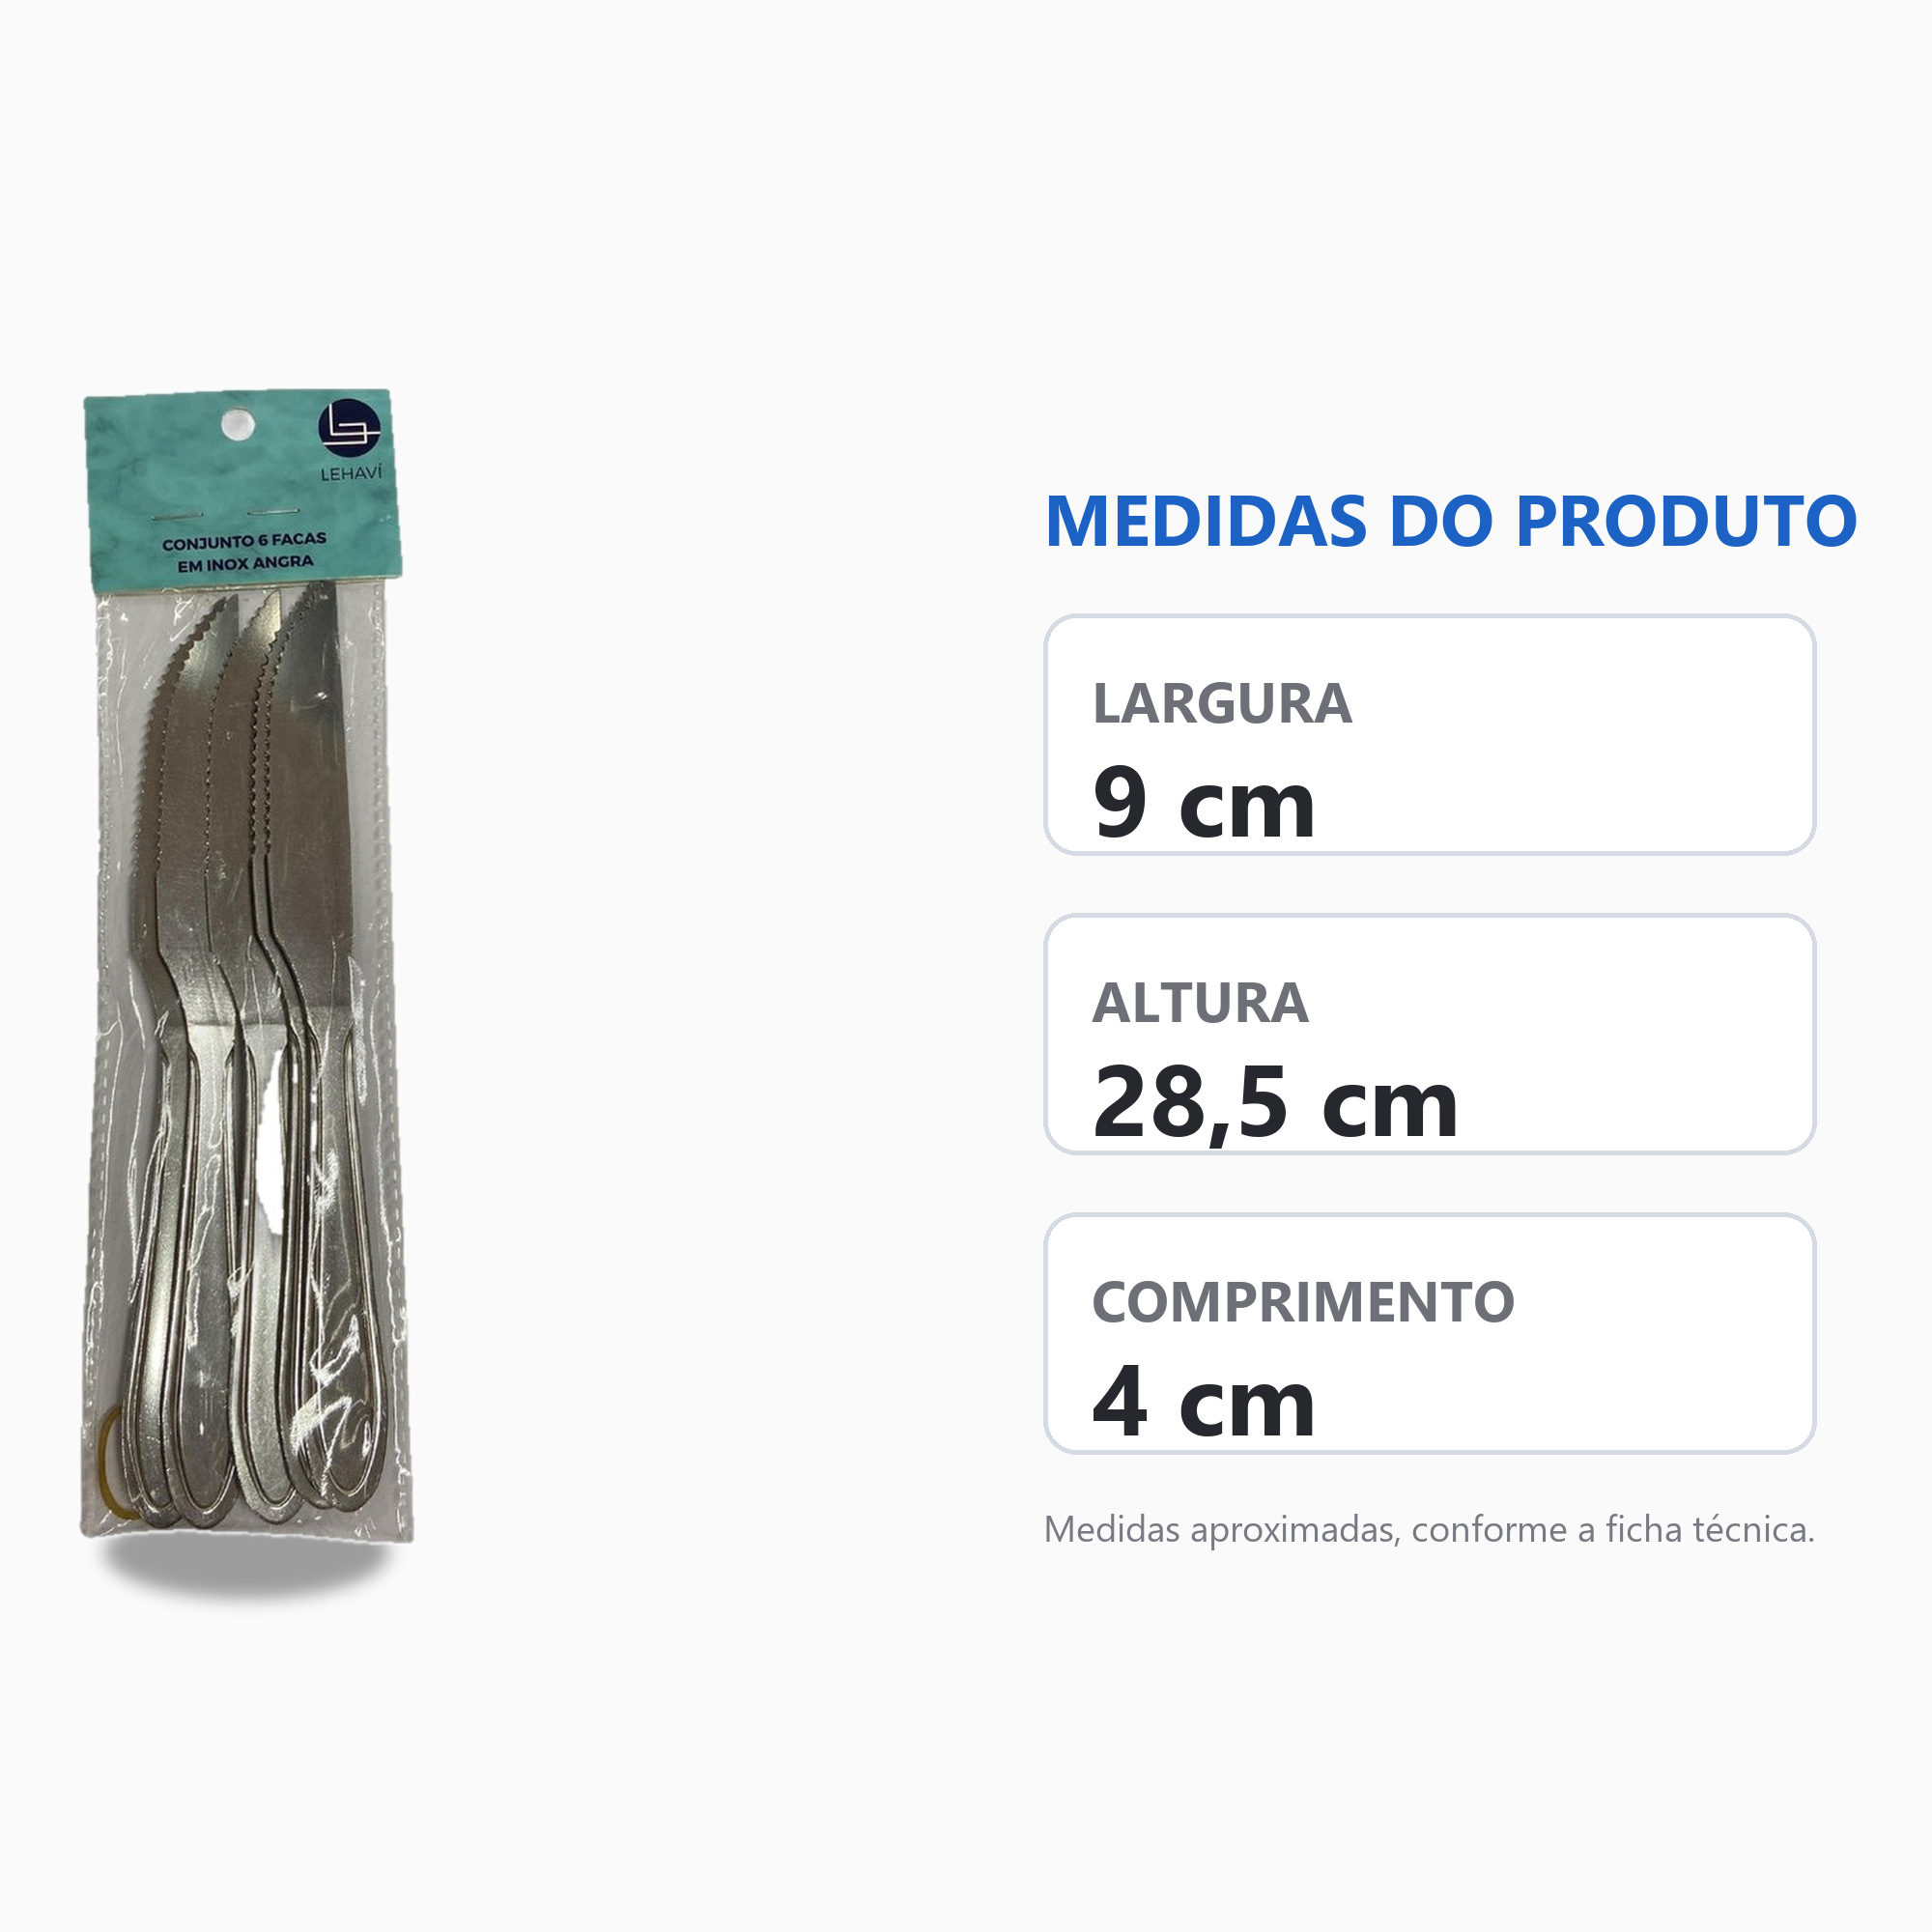 LEHAVÍ
CONJUNTO 6 FACAS
EM INOX ANGRA
MEDIDAS DO PRODUTO
LARGURA
9 cm
ALTURA
28,5 cm
COMPRIMENTO
4 cm
Medidas aproximadas, conforme a ficha técnica.